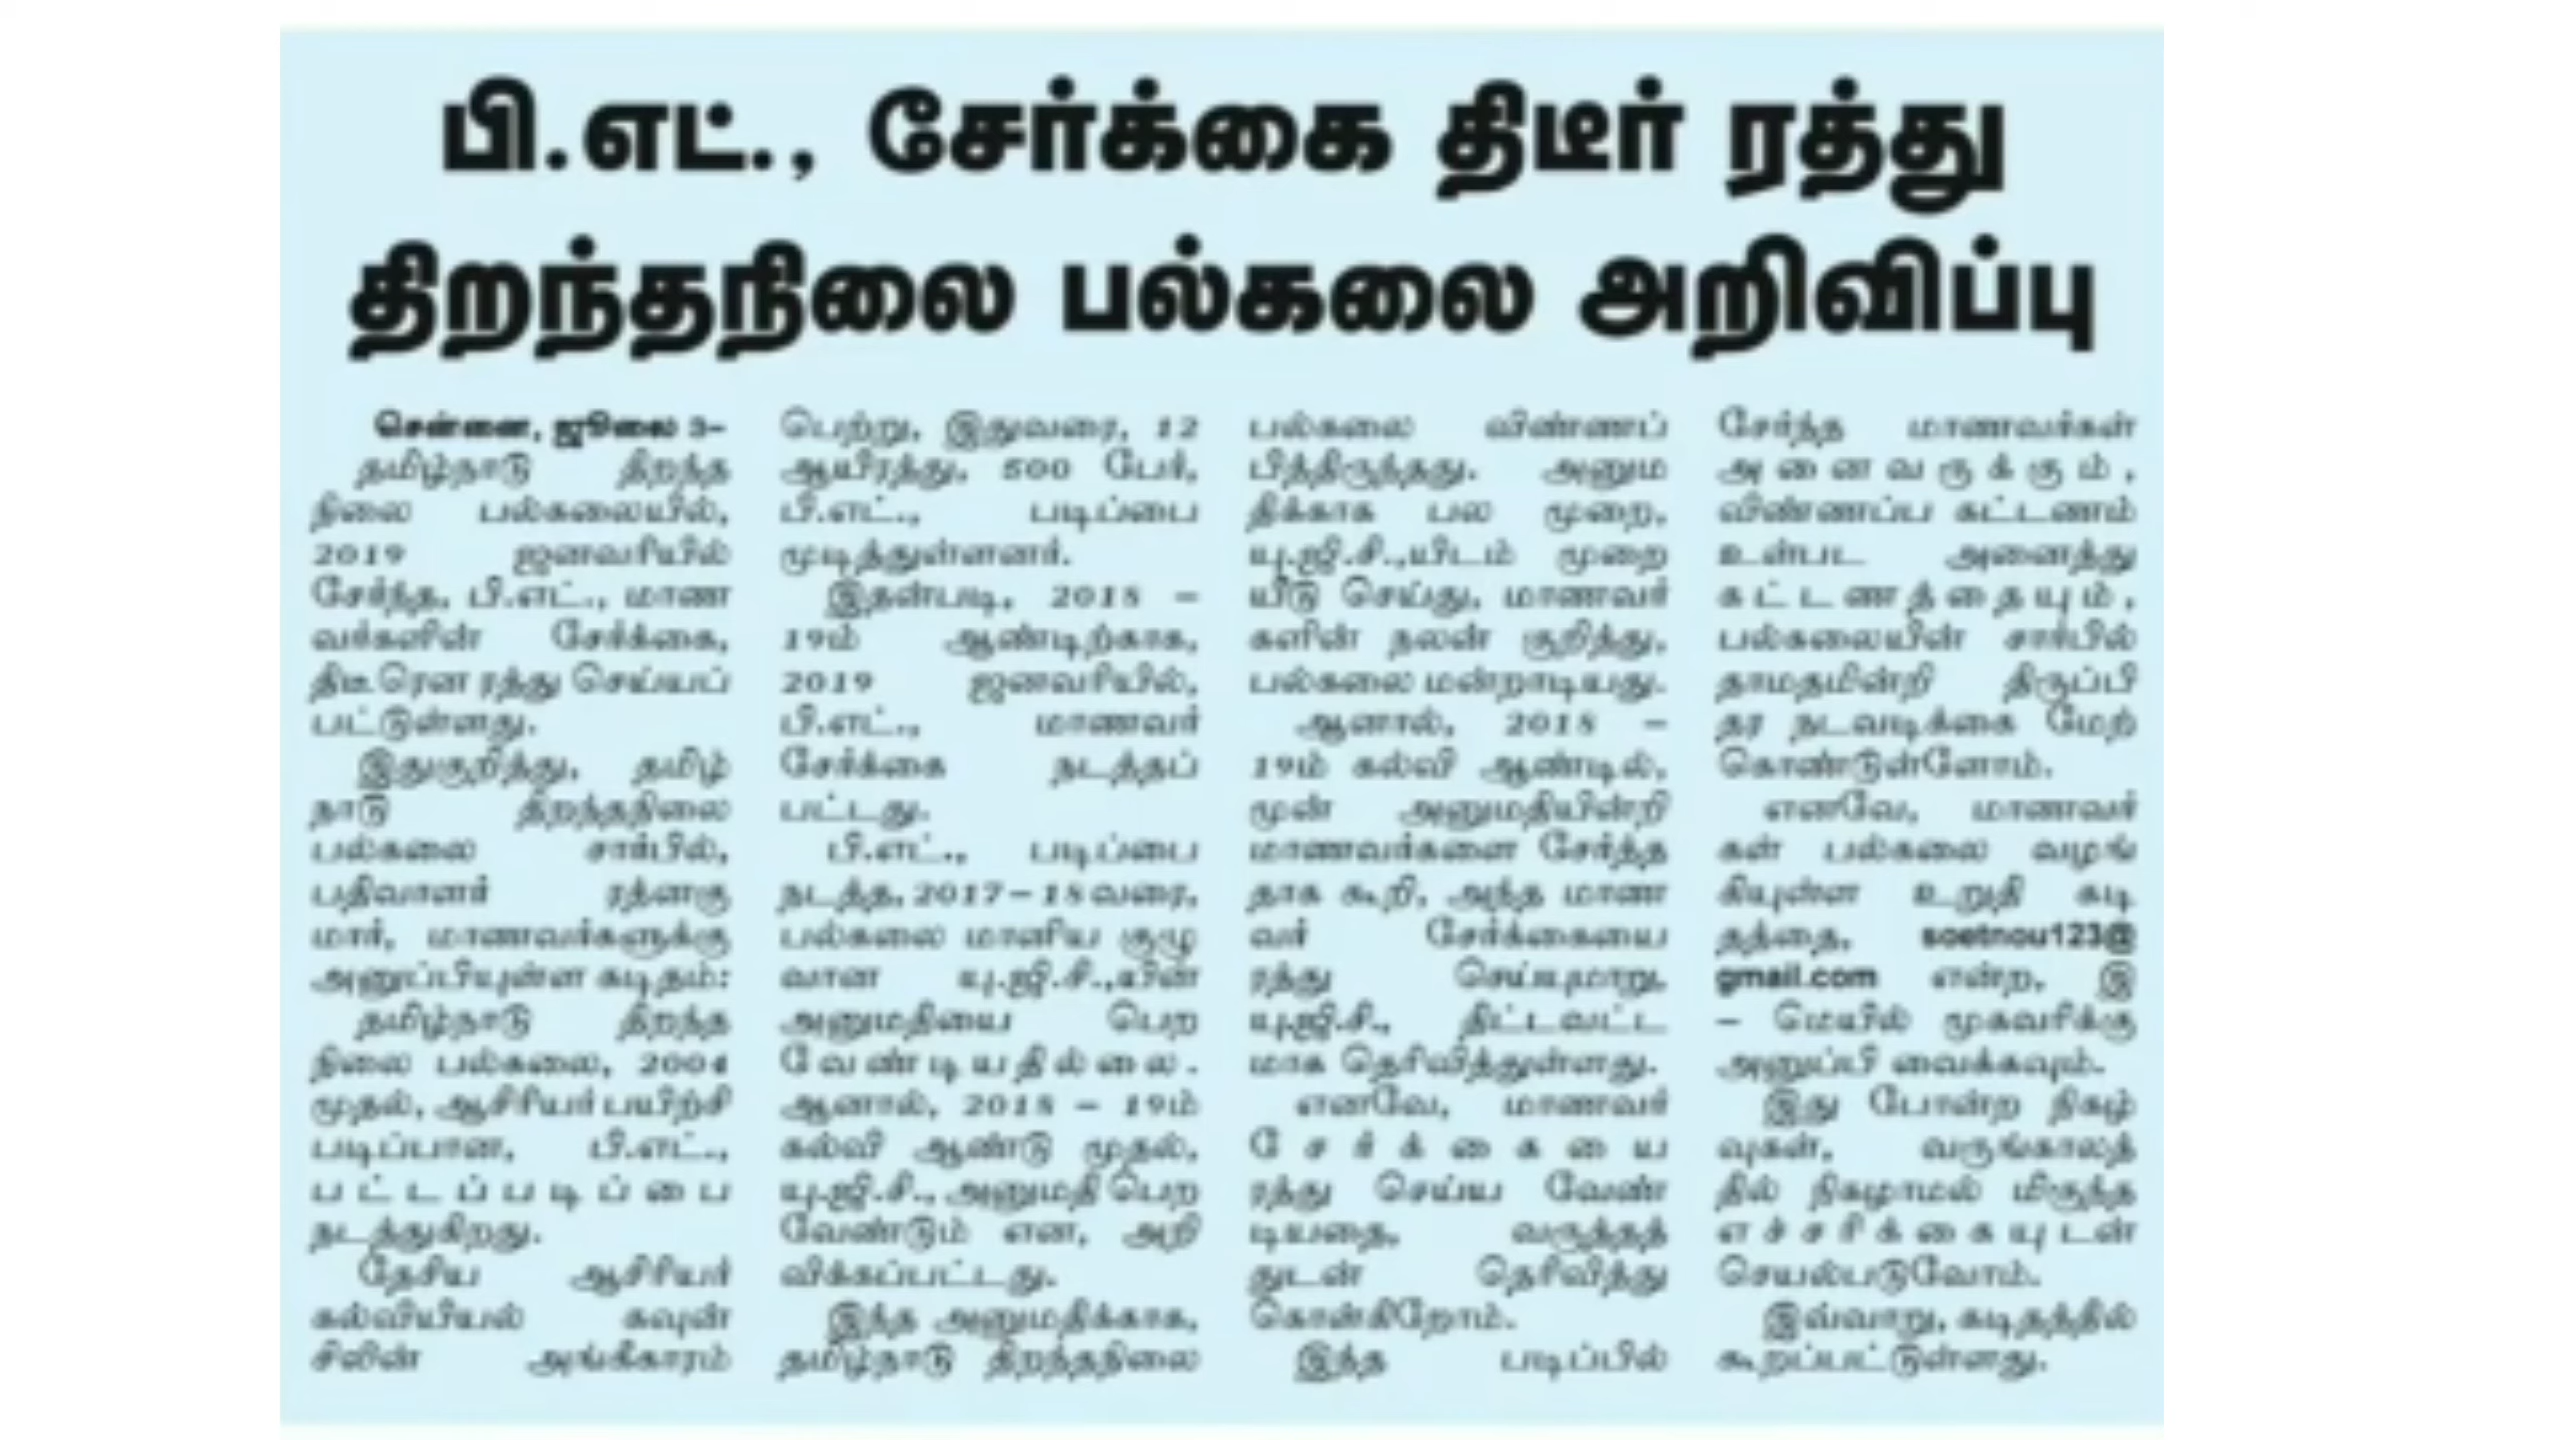 பி.எட்., சேர்க்கை திடீர் ரத்து
திறந்தநிலை பல்கலை அறிவிப்பு
சென்னை, ஜூலை 3–
தமிழ்நாடு திறந்த
நிலை பல்கலையில்,
2019 ஜனவரியில்
சேர்ந்த, பி.எட்., மாண
வர்களின் சேர்க்கை,
திடீரென ரத்து செய்யப்
பட்டுள்ளது.
இதுகுறித்து, தமிழ்
நாடு திறந்தநிலை
பல்கலை சார்பில்,
பதிவாளர் ரத்னகு
மார், மாணவர்களுக்கு
அனுப்பியுள்ள கடிதம்:
தமிழ்நாடு திறந்த
நிலை பல்கலை, 2004
முதல், ஆசிரியர் பயிற்சி
படிப்பான, பி.எட்.,
பட்டப்படிப்பை
நடத்துகிறது.
தேசிய ஆசிரியர்
கல்வியியல் கவுன்
சிலின் அங்கீகாரம்
பெற்று, இதுவரை, 12
ஆயிரத்து, 500 பேர்,
பி.எட்., படிப்பை
முடித்துள்ளனர்.
இதன்படி, 2018 –
19ம் ஆண்டிற்காக,
2019 ஜனவரியில்,
பி.எட்., மாணவர்
சேர்க்கை நடத்தப்
பட்டது.
பி.எட்., படிப்பை
நடத்த, 2017 – 18 வரை,
பல்கலை மானிய குழு
வான யு.ஜி.சி.,யின்
அனுமதியை பெற
வேண்டியதில்லை.
ஆனால், 2018 – 19ம்
கல்வி ஆண்டு முதல்,
யு.ஜி.சி., அனுமதி பெற
வேண்டும் என, அறி
விக்கப்பட்டது.
இந்த அனுமதிக்காக,
தமிழ்நாடு திறந்தநிலை
பல்கலை விண்ணப்
பித்திருந்தது. அனும
திக்காக பல முறை,
யு.ஜி.சி.,யிடம் முறை
யீடு செய்து, மாணவர்
களின் நலன் குறித்து,
பல்கலை மன்றாடியது.
ஆனால், 2018 –
19ம் கல்வி ஆண்டில்,
முன் அனுமதியின்றி
மாணவர்களை சேர்த்த
தாக கூறி, அந்த மாண
வர் சேர்க்கையை
ரத்து செய்யுமாறு,
யு.ஜி.சி., திட்டவட்ட
மாக தெரிவித்துள்ளது.
எனவே, மாணவர்
சேர்க்கையை
ரத்து செய்ய வேண்
டியதை, வருத்தத்
துடன் தெரிவித்து
கொள்கிறோம்.
இந்த படிப்பில்
சேர்ந்த மாணவர்கள்
அனைவருக்கும்,
விண்ணப்ப கட்டணம்
உள்பட அனைத்து
கட்டணத்தையும்,
பல்கலையின் சார்பில்
தாமதமின்றி திருப்பி
தர நடவடிக்கை மேற்
கொண்டுள்ளோம்.
எனவே, மாணவர்
கள் பல்கலை வழங்
கியுள்ள உறுதி கடி
தத்தை, soetnou123@
gmail.com என்ற, இ
– மெயில் முகவரிக்கு
அனுப்பி வைக்கவும்.
இது போன்ற நிகழ்
வுகள், வருங்காலத்
தில் நிகழாமல் மிகுந்த
எச்சரிக்கையுடன்
செயல்படுவோம்.
இவ்வாறு, கடிதத்தில்
கூறப்பட்டுள்ளது.